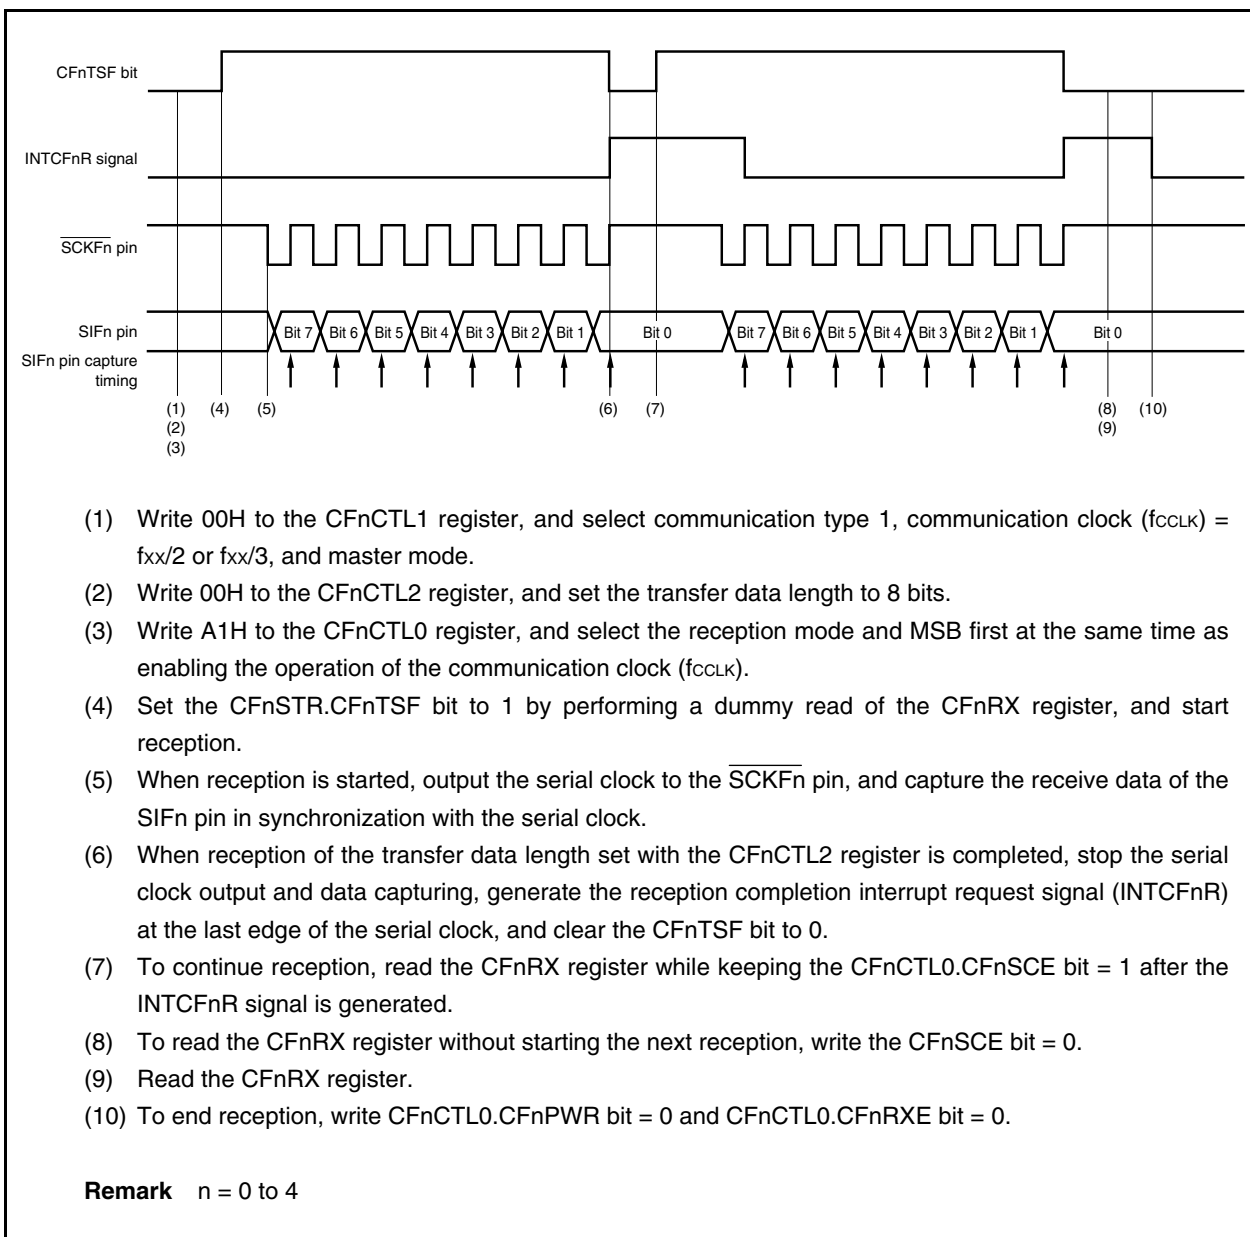 CFnTSF bit
INTCFnR signal
SCKFn pin
SIFn pin
Bit 7 Bit 6 Bit 5 Bit 4 Bit 3 Bit 2 Bit 1 Bit 0 Bit 7 Bit 6 Bit 5 Bit 4 Bit 3 Bit 2 Bit 1 Bit 0
SIFn pin capture
timing
(1) (4) (5) (6) (7) (8) (10)
(2) (9)
(3)
(1) Write 00H to the CFnCTL1 register, and select communication type 1, communication clock (fCCLK) =
fxx/2 or fxx/3, and master mode.
(2) Write 00H to the CFnCTL2 register, and set the transfer data length to 8 bits.
(3) Write A1H to the CFnCTL0 register, and select the reception mode and MSB first at the same time as
enabling the operation of the communication clock (fCCLK).
(4) Set the CFnSTR.CFnTSF bit to 1 by performing a dummy read of the CFnRX register, and start
reception.
(5) When reception is started, output the serial clock to the SCKFn pin, and capture the receive data of the
SIFn pin in synchronization with the serial clock.
(6) When reception of the transfer data length set with the CFnCTL2 register is completed, stop the serial
clock output and data capturing, generate the reception completion interrupt request signal (INTCFnR)
at the last edge of the serial clock, and clear the CFnTSF bit to 0.
(7) To continue reception, read the CFnRX register while keeping the CFnCTL0.CFnSCE bit = 1 after the
INTCFnR signal is generated.
(8) To read the CFnRX register without starting the next reception, write the CFnSCE bit = 0.
(9) Read the CFnRX register.
(10) To end reception, write CFnCTL0.CFnPWR bit = 0 and CFnCTL0.CFnRXE bit = 0.
Remark n = 0 to 4